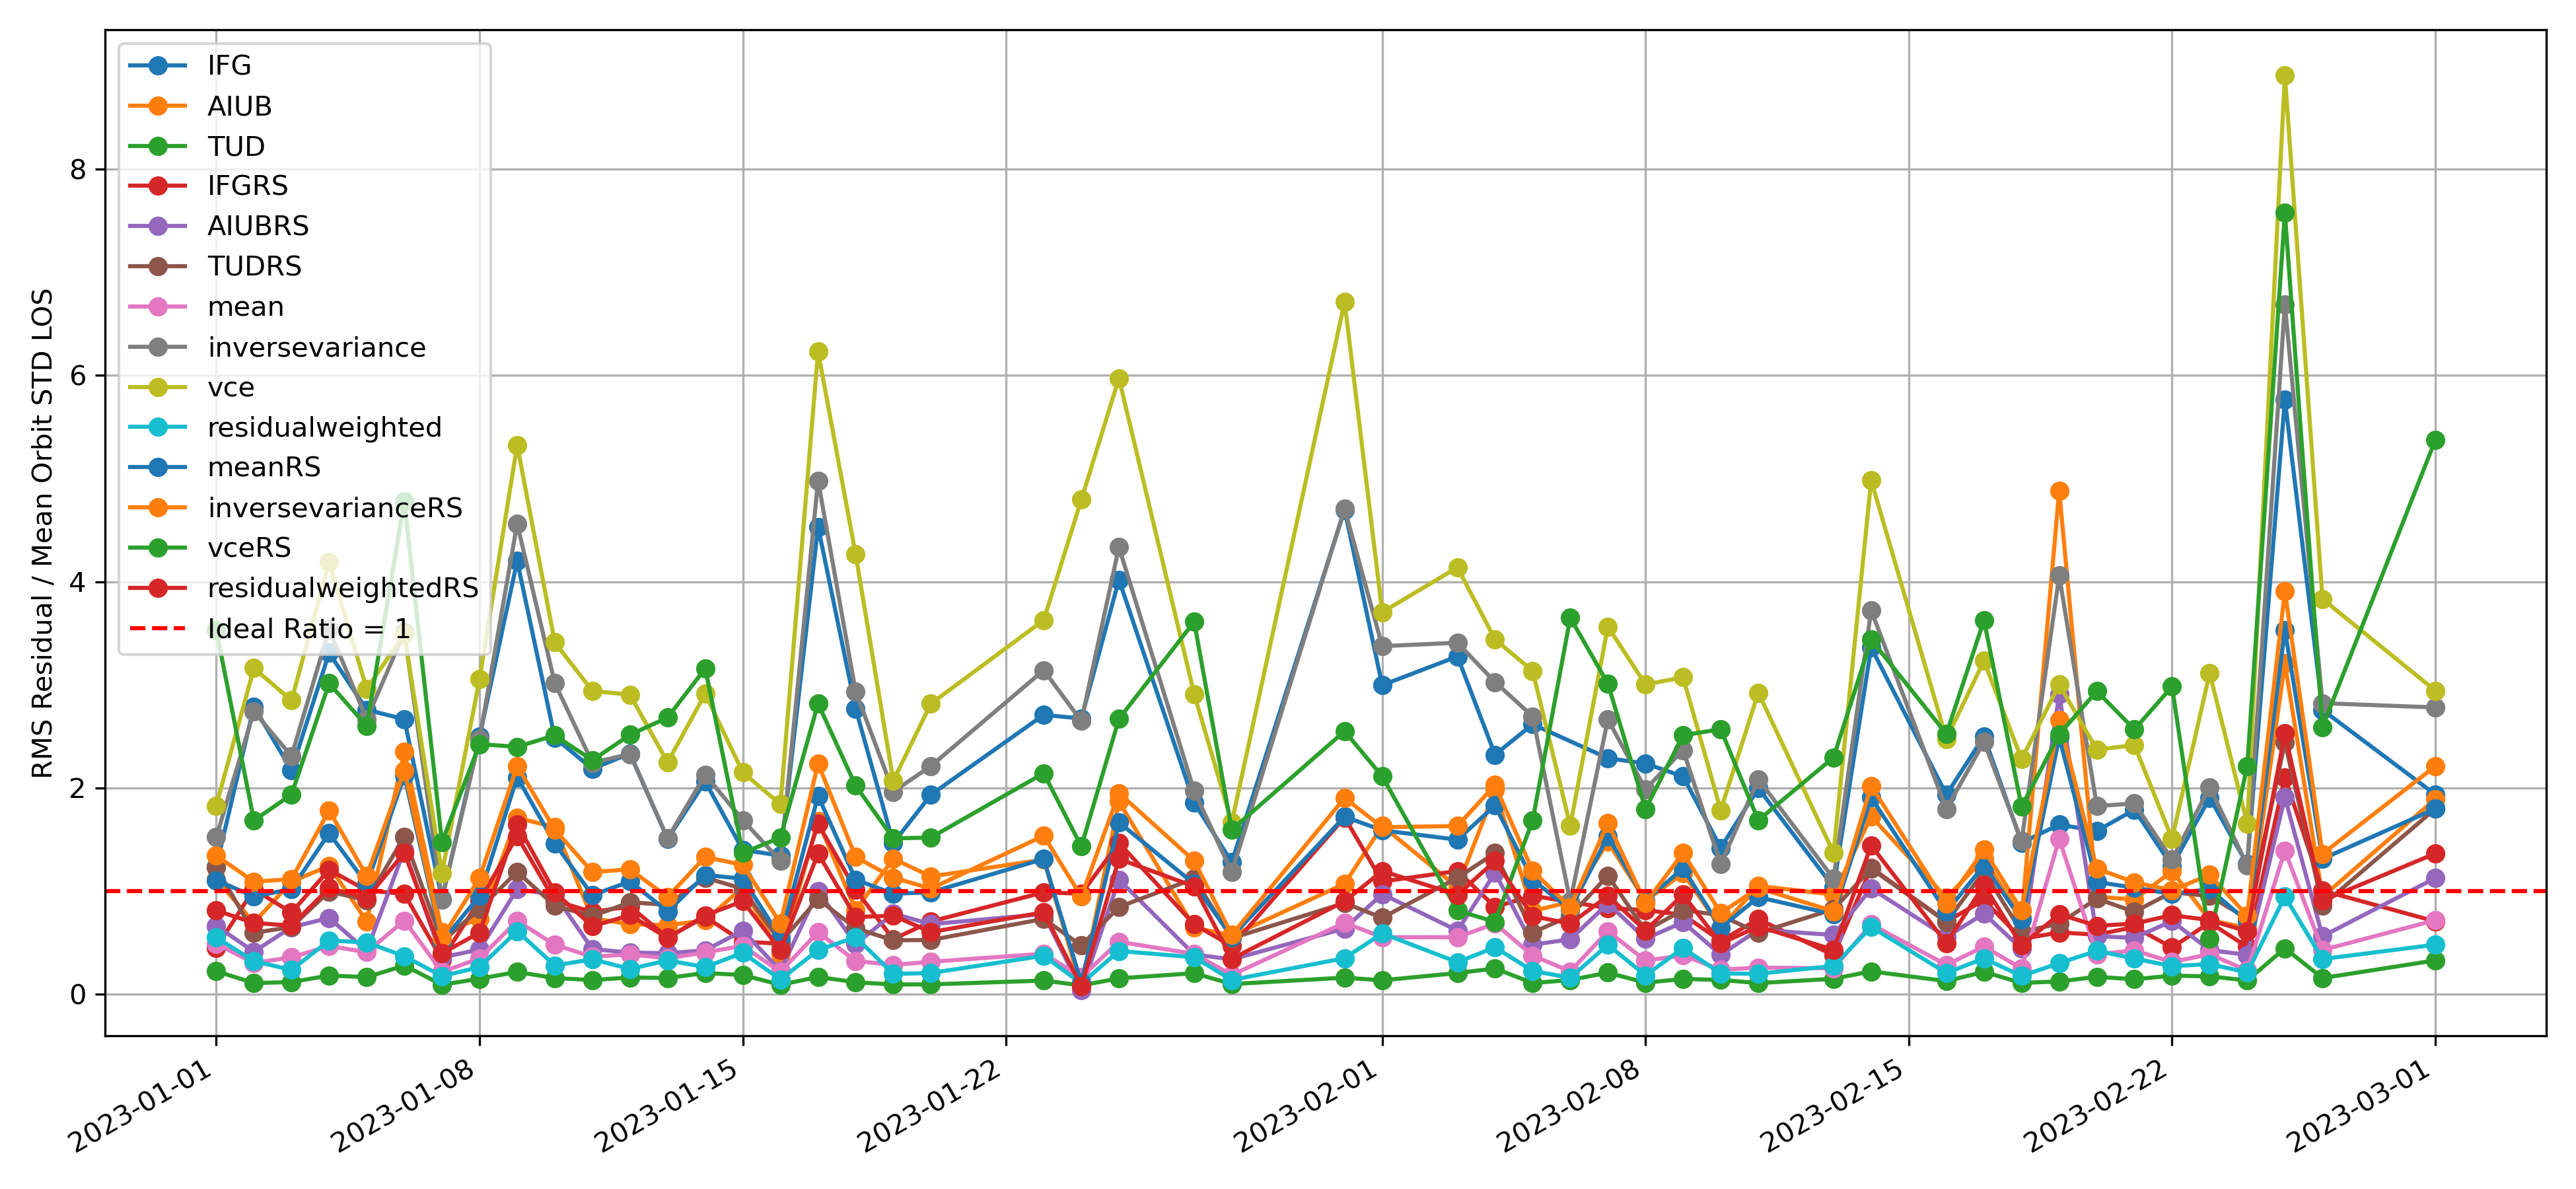 IFG
AIUB
TUD
IFGRS
AIUBRS
TUDRS
mean
inversevariance
vce
residualweighted
meanRS
inversevarianceRS
vceRS
residualweightedRS
Ideal Ratio = 1
RMS Residual / Mean Orbit STD LOS
8
6
4
2
0
2023-01-01
2023-01-08
2023-01-15
2023-01-22
2023-02-01
2023-02-08
2023-02-15
2023-02-22
2023-03-01